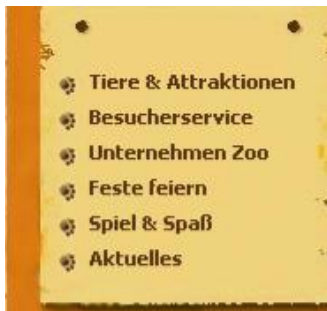 Tiere & Attraktionen
Besucherservice
Unternehmen Zoo
Feste feiern
Spiel & Spaß
Aktuelles